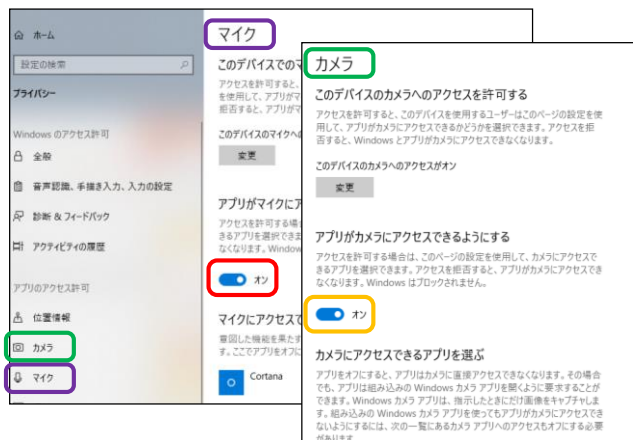 ホーム
設定の検索
プライバシー
Windows のアクセス許可
全般
音声認識、手描き入力、入力の設定
診断 & フィードバック
アクティビティの履歴
アプリのアクセス許可
位置情報
カメラ
マイク
マイク
このデバイスでのマ
アクセスを許可すると、
を使用して、アプリがマ
拒否すると、アプリがマ
このデバイスのマイクへの
変更
アプリがマイクにア
アクセスを許可する場合
きるアプリを選択できま
なくなります。Window
オン
マイクにアクセスで
意図した機能を果たす
す。ここでアプリをオフに
Cortana
カメラ
このデバイスのカメラへのアクセスを許可する
アクセスを許可すると、このデバイスを使用するユーザーはこのページの設定を使
用して、アプリがカメラにアクセスできるかどうかを選択できます。アクセスを拒
否すると、Windows とアプリがカメラにアクセスできなくなります。
このデバイスのカメラへのアクセスがオン
変更
アプリがカメラにアクセスできるようにする
アクセスを許可する場合は、このページの設定を使用して、カメラにアクセスで
きるアプリを選択できます。アクセスを拒否すると、アプリがカメラにアクセスでき
なくなります。Windows はブロックされません。
オン
カメラにアクセスできるアプリを選ぶ
アプリをオフにすると、アプリはカメラに直接アクセスできなくなります。その場合
でも、アプリは組み込みの Windows カメラ アプリを開くように要求することが
できます。Windows カメラ アプリは、指示したときにだけ画像をキャプチャしま
す。組み込みの Windows カメラ アプリを使ってもアプリがカメラにアクセスでき
ないようにするには、次の一覧にあるカメラ アプリへのアクセスもオフにする必要
があります。